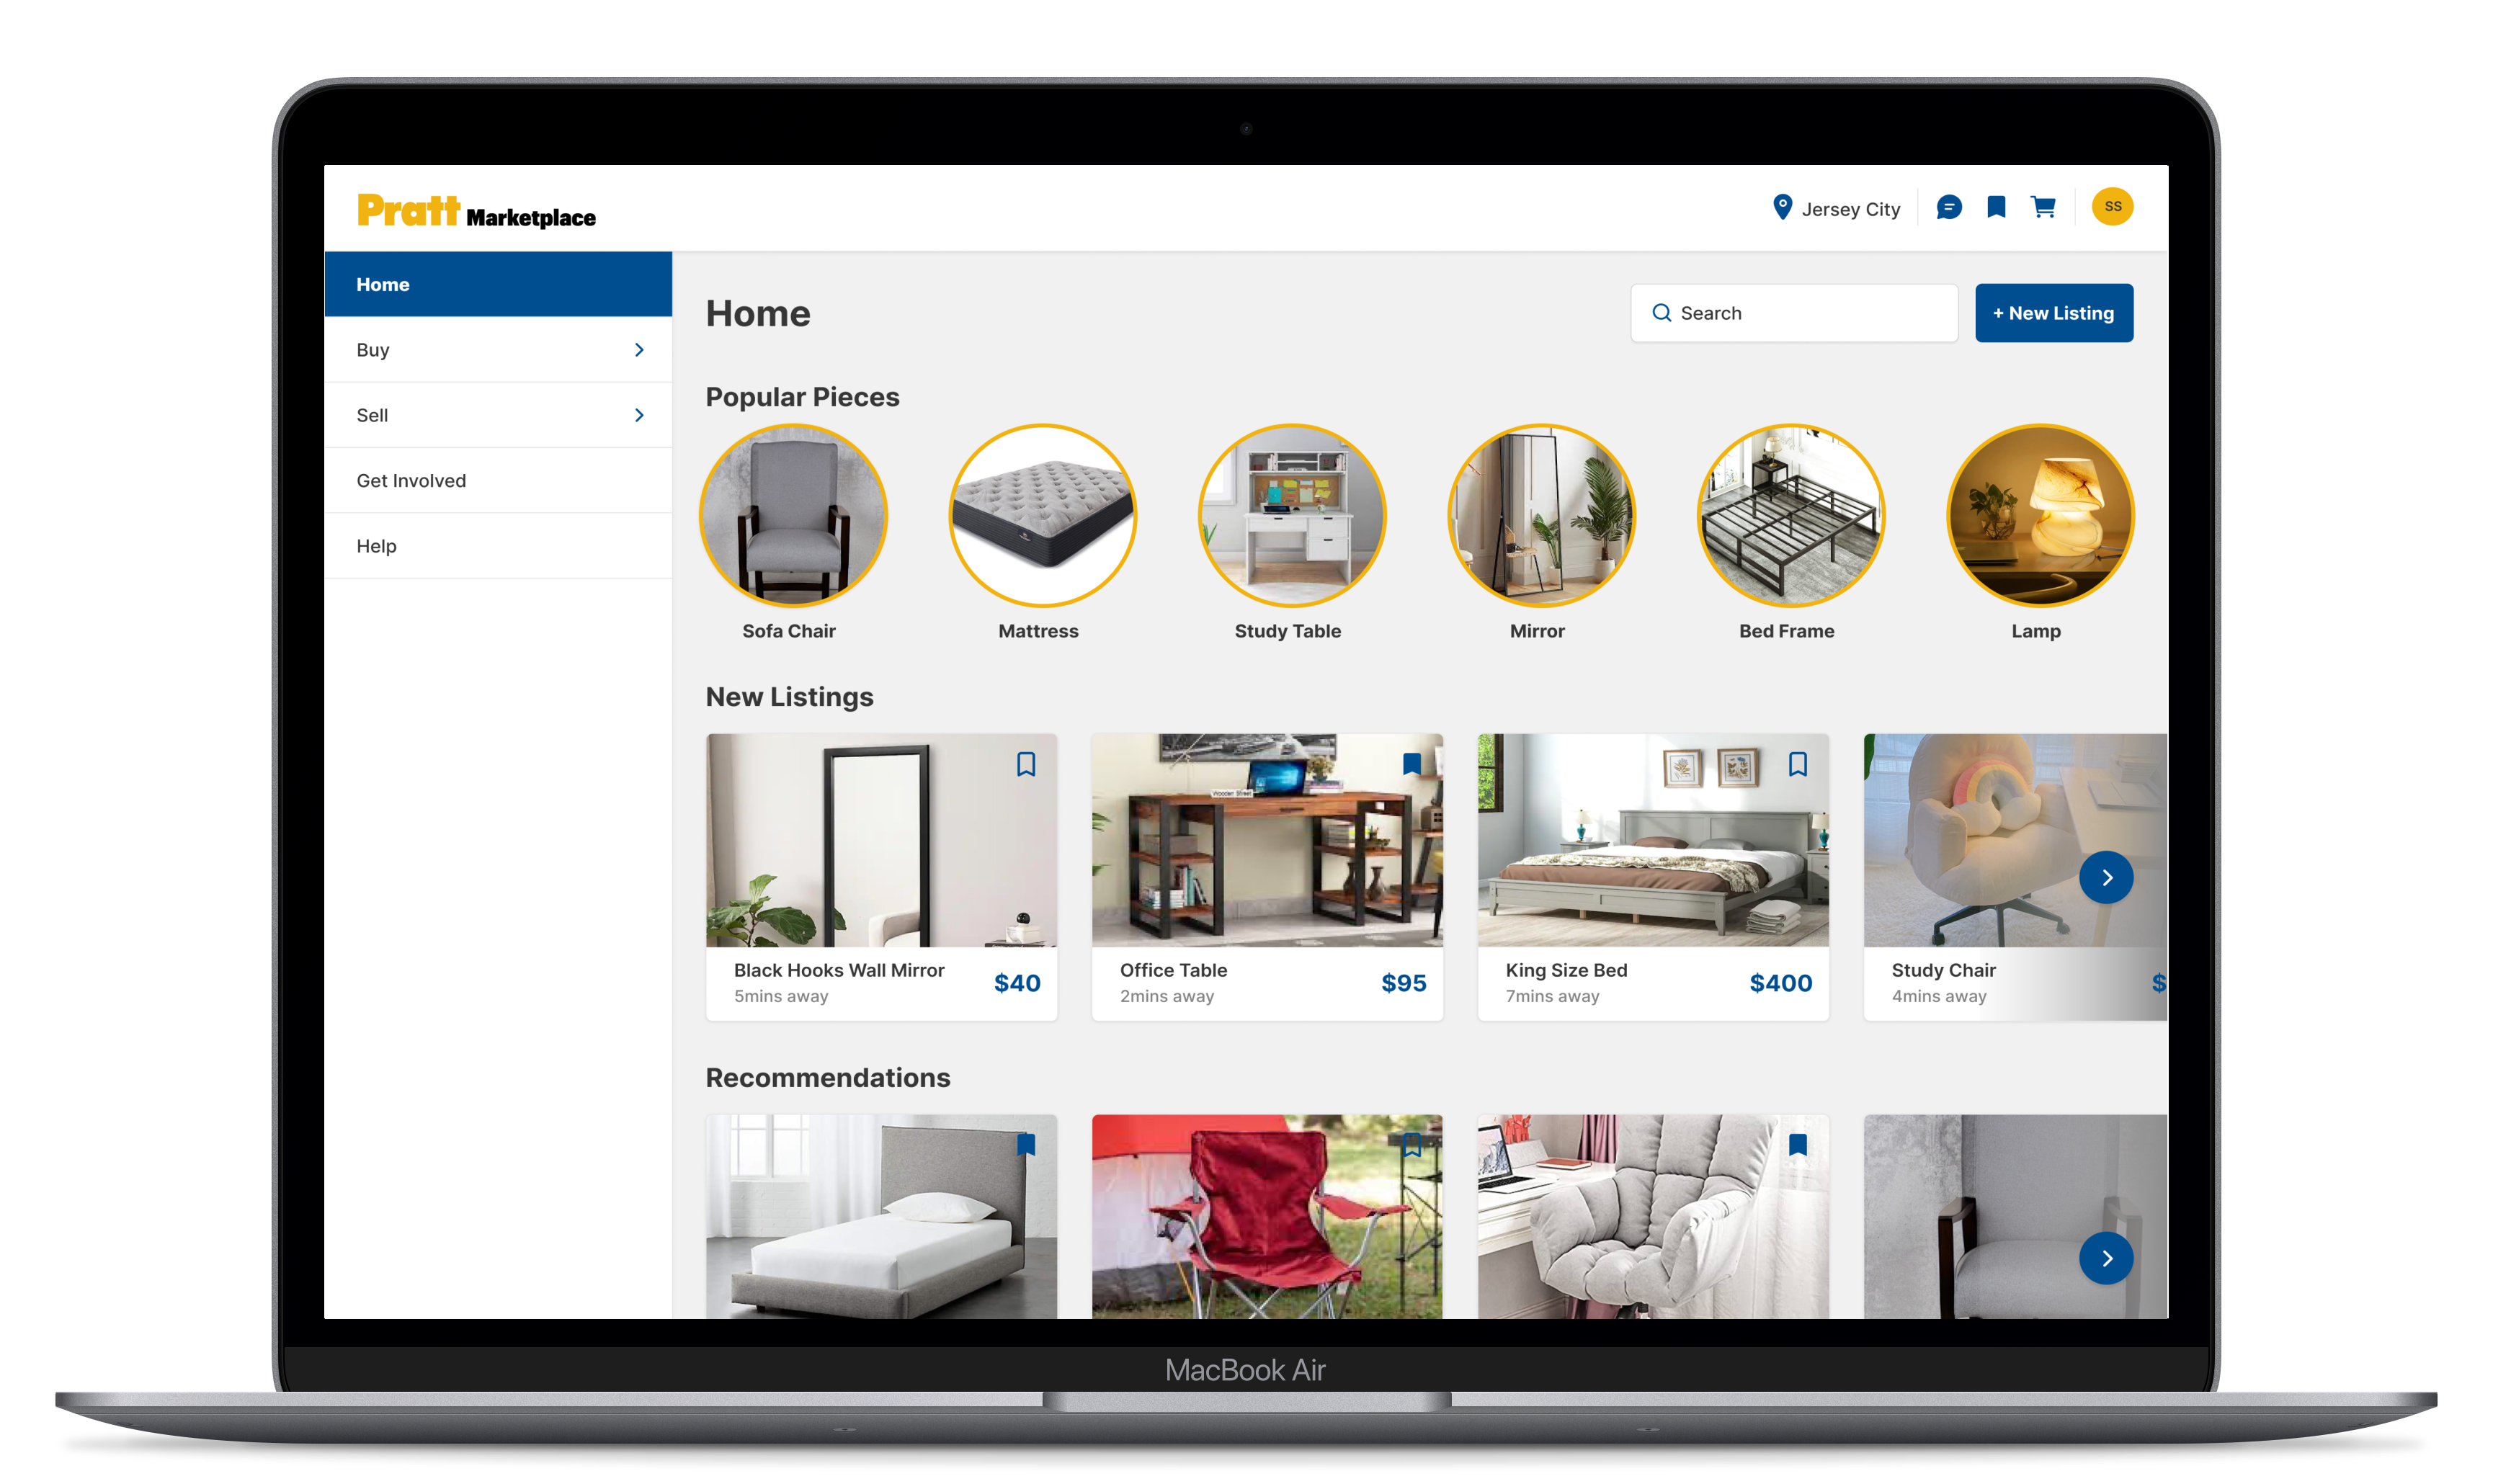 Pratt Marketplace
Jersey City
SS
Home
Buy
Sell
Get Involved
Help
Home
Search
+ New Listing
Popular Pieces
Sofa Chair
Mattress
Study Table
Mirror
Bed Frame
Lamp
New Listings
Black Hooks Wall Mirror
5mins away
$40
Wooden Street
Office Table
2mins away
$95
King Size Bed
7mins away
$400
Study Chair
4mins away
$
Recommendations
MacBook Air